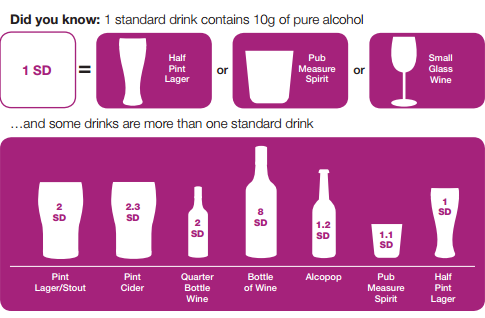 Did you know: 1 standard drink contains 10g of pure alcohol
1 SD
=
Half
Pint
Lager
or
Pub
Measure
Spirit
or
Small
Glass
Wine
...and some drinks are more than one standard drink
2
SD
2.3
SD
2
SD
8
SD
1.2
SD
1.1
SD
1
SD
Pint
Lager/Stout
Pint
Cider
Quarter
Bottle
Wine
Bottle
of Wine
Alcopop
Pub
Measure
Spirit
Half
Pint
Lager